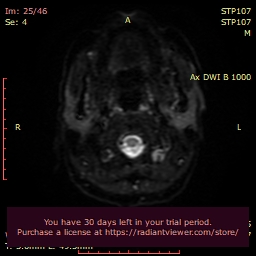 Im: 25/46
Se: 4
A
STP107
STP107
M
Ax DWI B 1000
R
L
You have 30 days left in your trial period.
Purchase a license at https://radiantviewer.com/store/